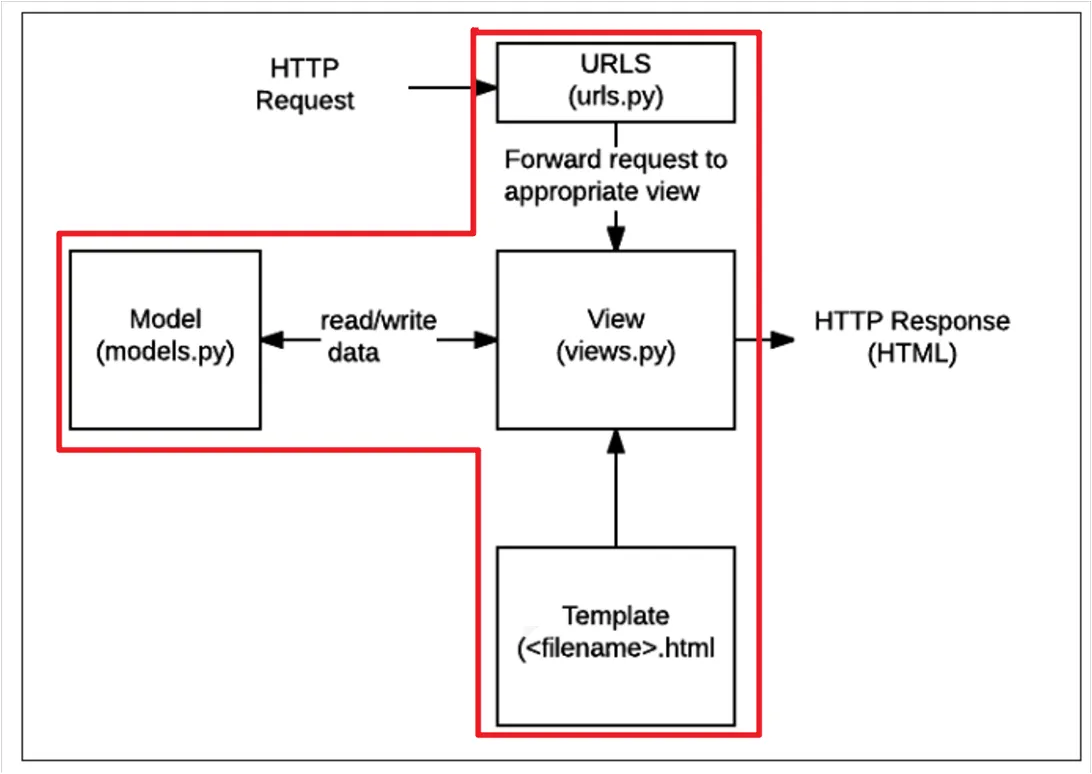 HTTP
Request
URLS
(urls.py)
Forward request to
appropriate view
Model
(models.py)
read/write
data
View
(views.py)
HTTP Response
(HTML)
Template
(<filename>.html